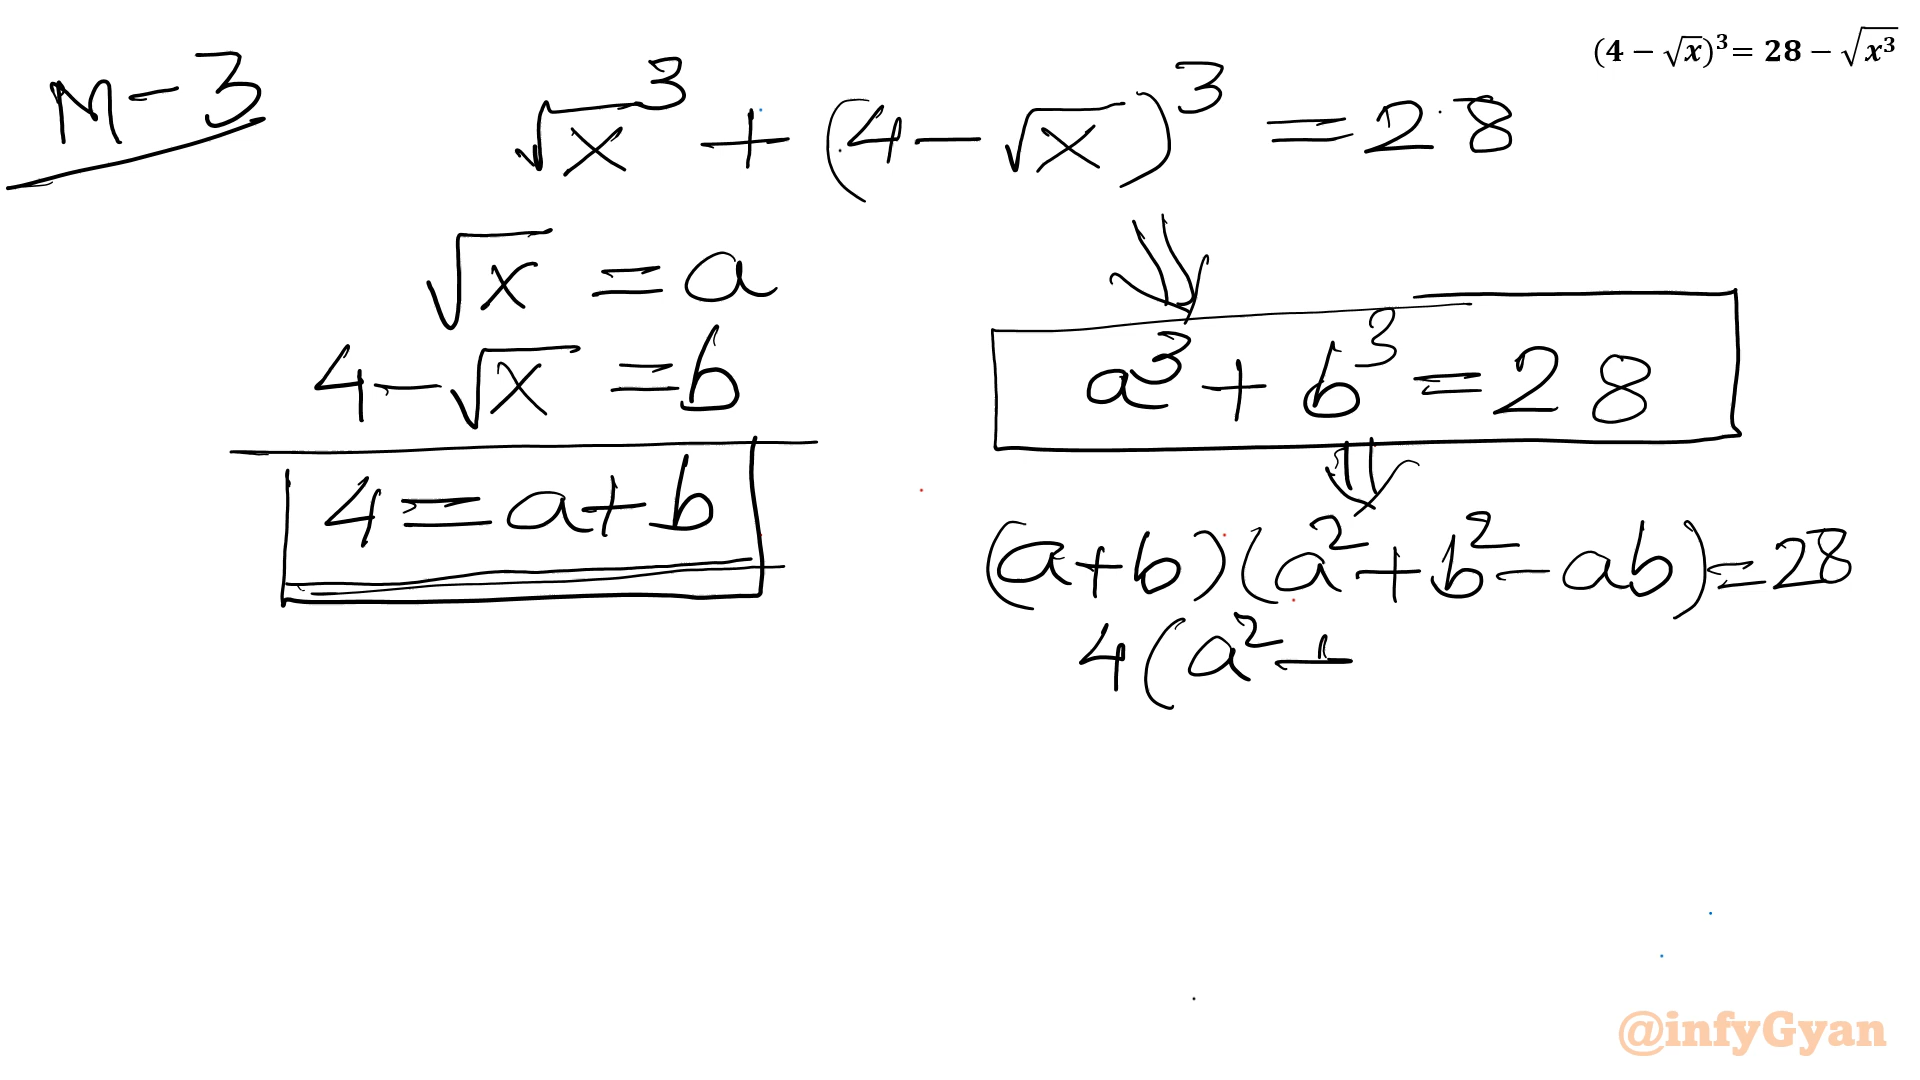 (4 − √x)³= 28 − √x³
M-3
√x³ + (4 − √x)³ = 28
√x = a
4 − √x = b
4 = a + b
a³ + b³ = 28
(a+b)(a²+b²−ab)=28
4(a²+
@infyGyan